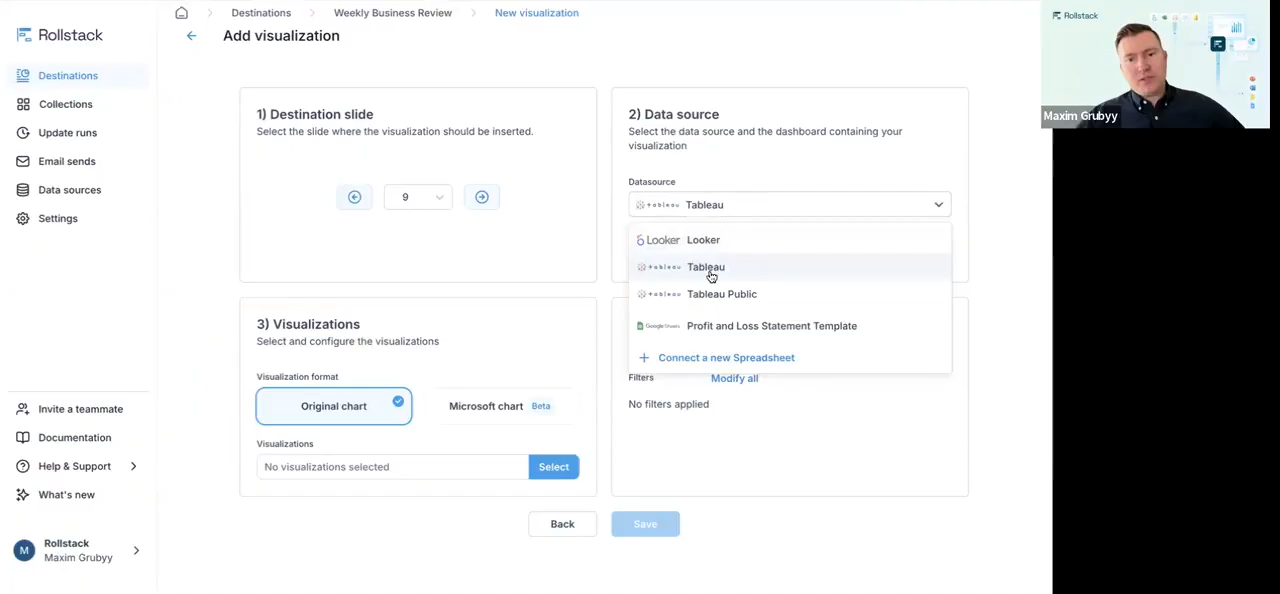 Destinations
Weekly Business Review
New visualization
Rollstack
Add visualization
Destinations
Collections
Update runs
Email sends
Data sources
Settings
Invite a teammate
Documentation
Help & Support
What's new
M
Rollstack
Maxim Grubyy
1) Destination slide
Select the slide where the visualization should be inserted.
9
2) Data source
Select the data source and the dashboard containing your
visualization
Datasource
+ a b l e a u Tableau
Looker Looker
+ a b l e a u Tableau
+ a b l e a u Tableau Public
Google Sheets Profit and Loss Statement Template
+ Connect a new Spreadsheet
3) Visualizations
Select and configure the visualizations
Visualization format
Original chart
Microsoft chart Beta
Visualizations
No visualizations selected
Select
Filters
Modify all
No filters applied
Back
Save
Rollstack
Maxim Grubyy